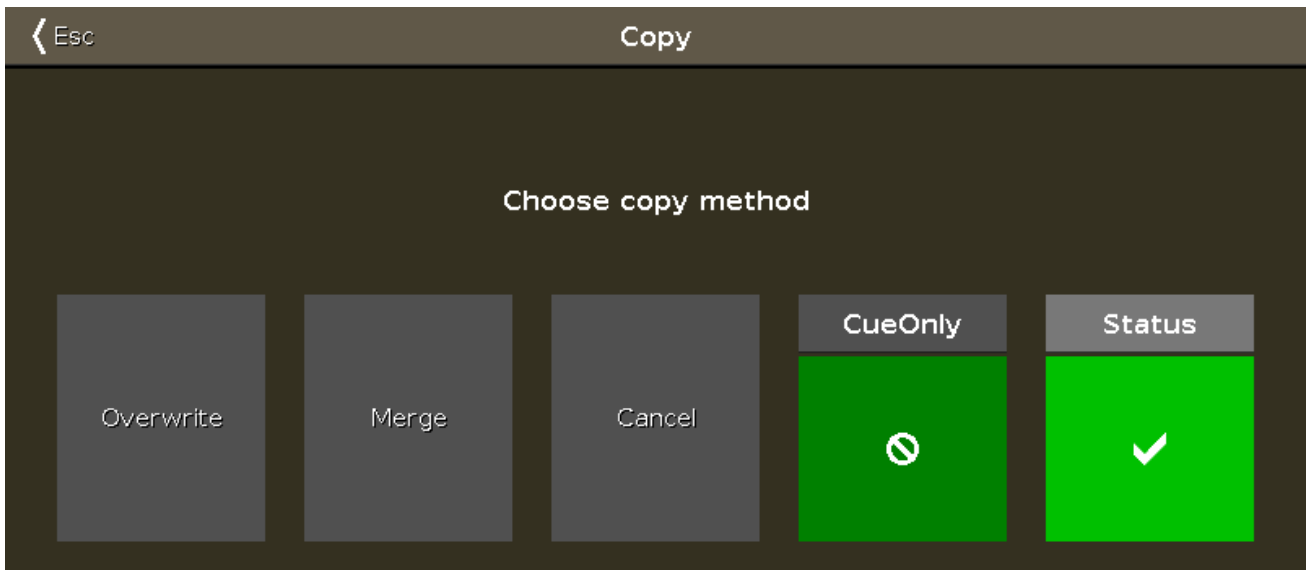 Esc
Copy
Choose copy method
Overwrite
Merge
Cancel
CueOnly
Status